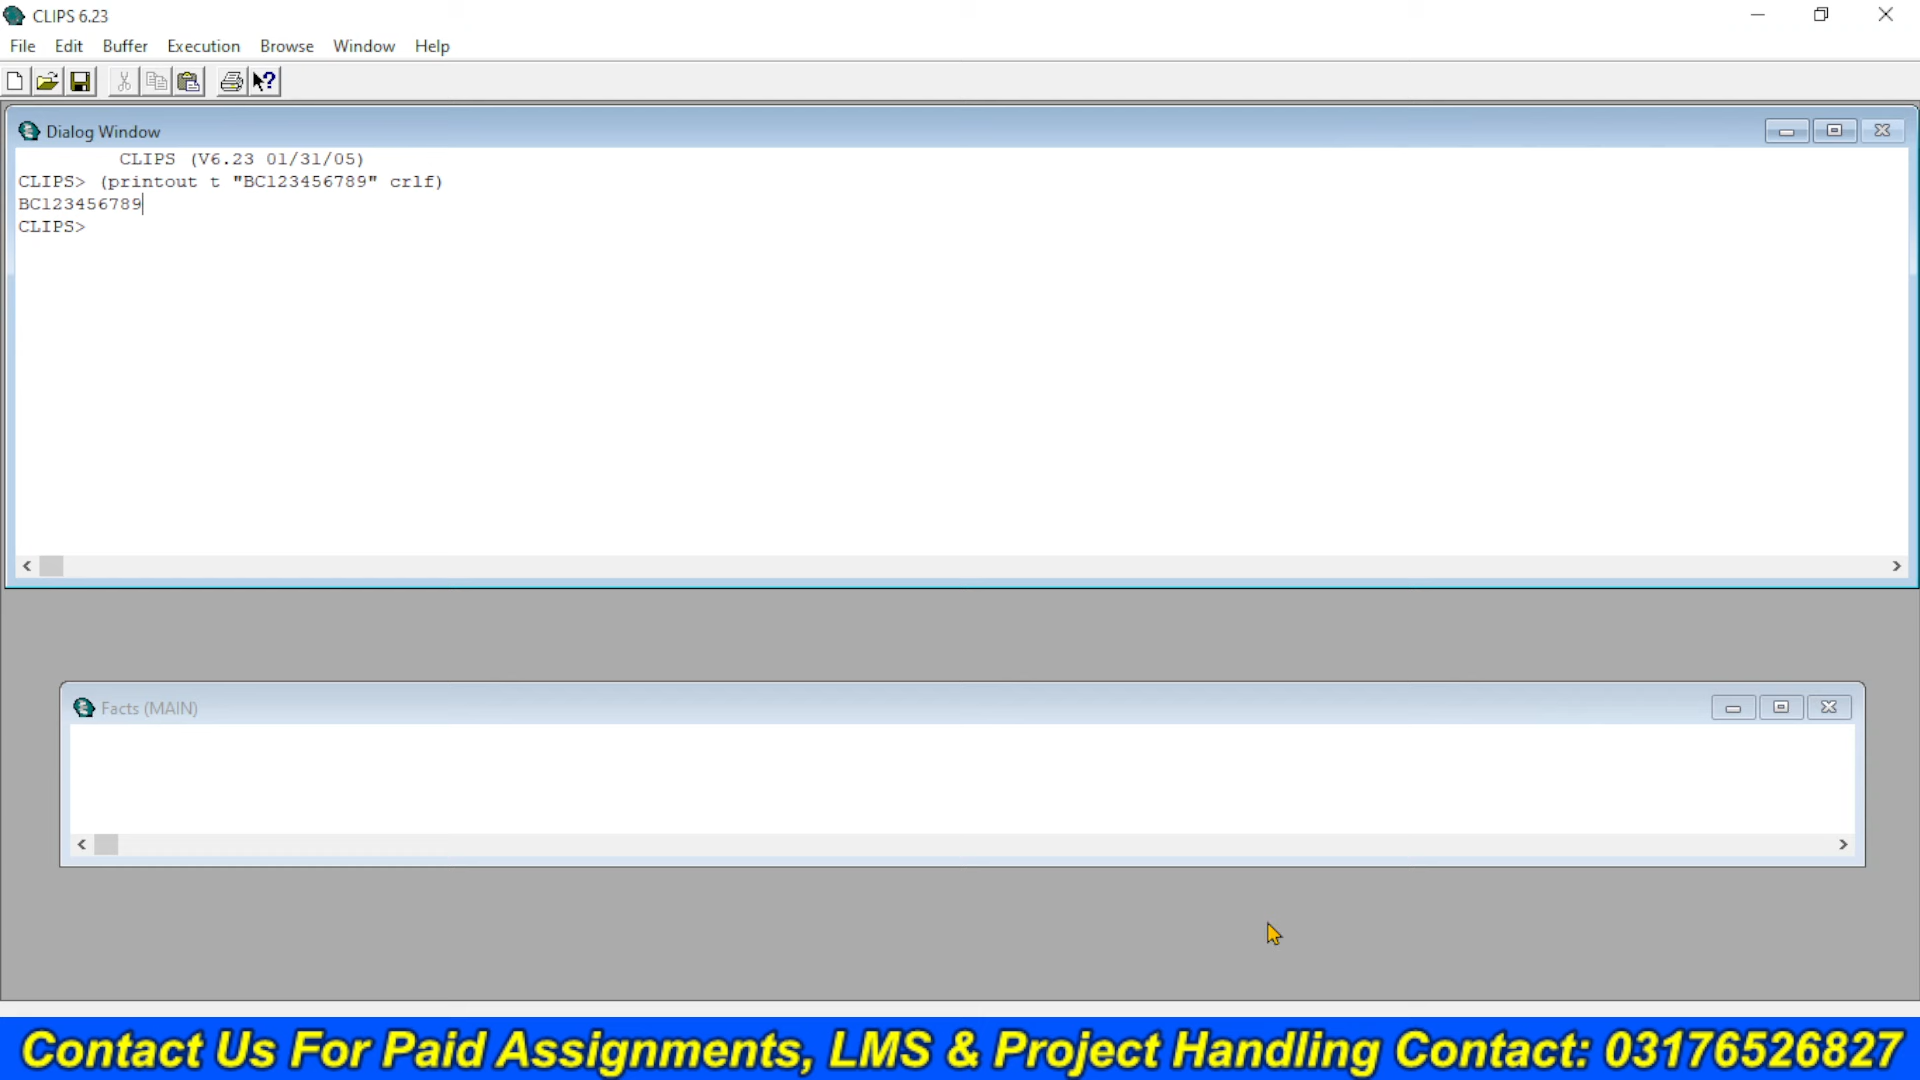 CLIPS 6.23
File Edit Buffer Execution Browse Window Help
Dialog Window
CLIPS (V6.23 01/31/05)
CLIPS> (printout t "BC123456789" crlf)
BC123456789
CLIPS>
Facts (MAIN)
Contact Us For Paid Assignments, LMS & Project Handling Contact: 03176526827